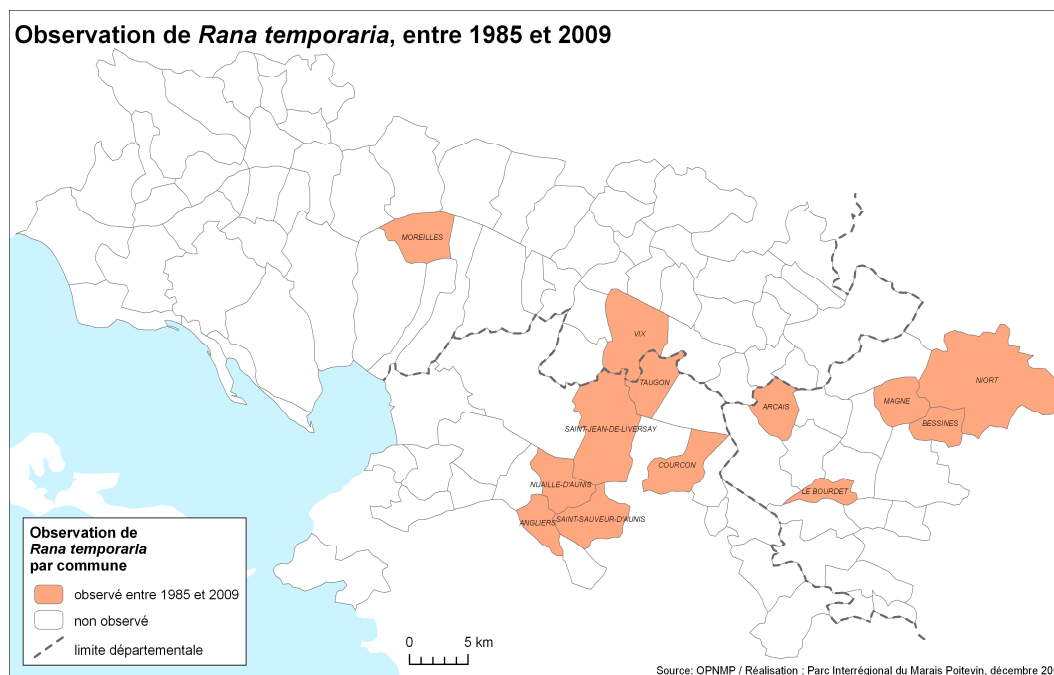 Observation de Rana temporaria, entre 1985 et 2009
MOREILLES
VIX
TAUGON
ARCAIS
MAGNE
NIORT
BESSINES
SAINT-JEAN-DE-LIVERSAY
COURCON
NUAILLE-D'AUNIS
LE BOURDET
ANGLIERS
SAINT-SAUVEUR-D'AUNIS
Observation de
Rana temporaria
par commune
observé entre 1985 et 2009
non observé
limite départementale
0 5 km
Source: OPNMP / Réalisation : Parc Interrégional du Marais Poitevin, décembre 20